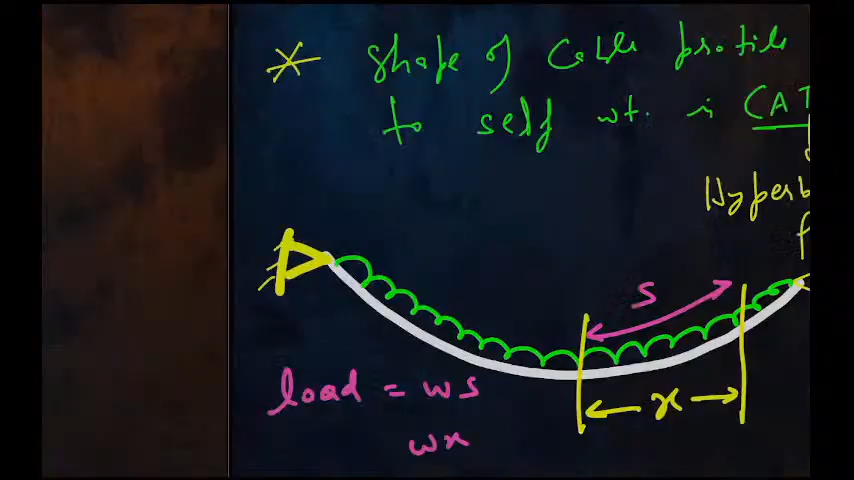 * Shape of Cable profile
to self wt. is CAT
Hyperb
f
S
load = ws
x
wx